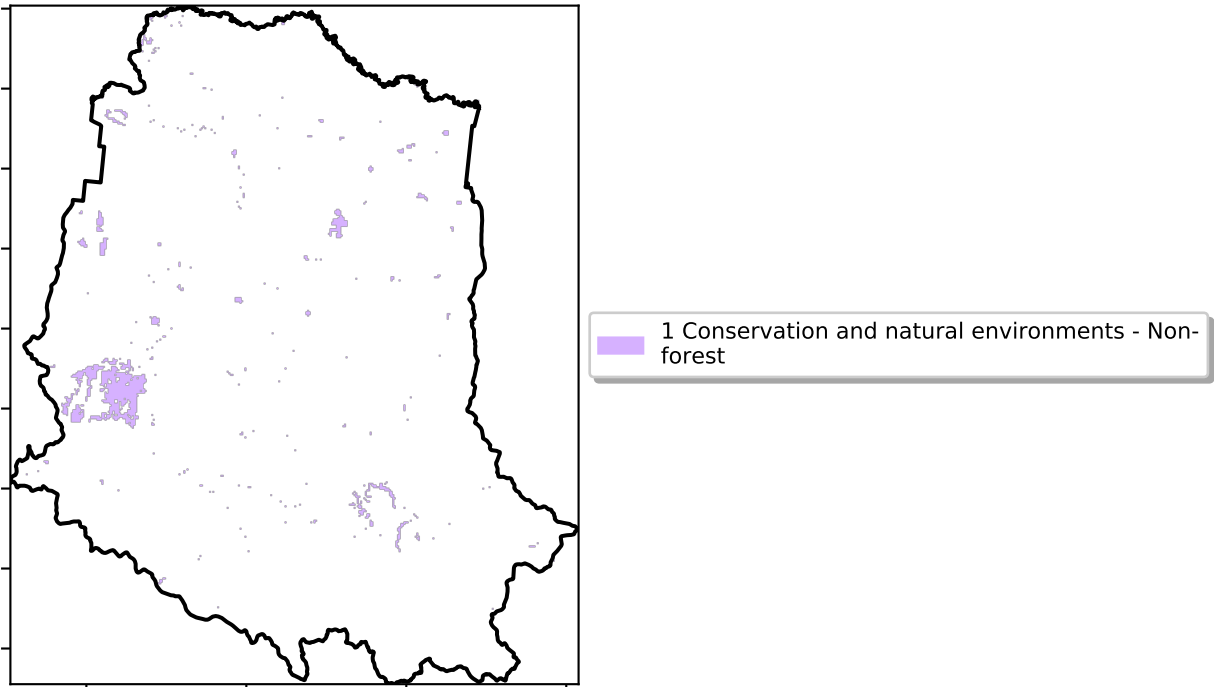 1 Conservation and natural environments - Non-
forest